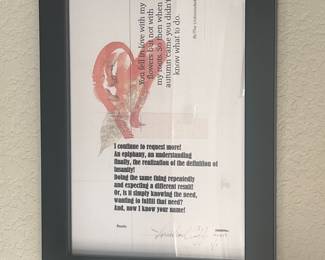 You fell in love with my
flowers but not with
my roots. So then when
autumn came you didn't
know what to do.
I continue to request more!
An epiphany, an understanding
finally, the realization of the definition of
insanity!
Doing the same thing repeatedly
and expecting a different result!
Or, is it simply knowing the need,
wanting to fulfill that need?
And, now I know your name!